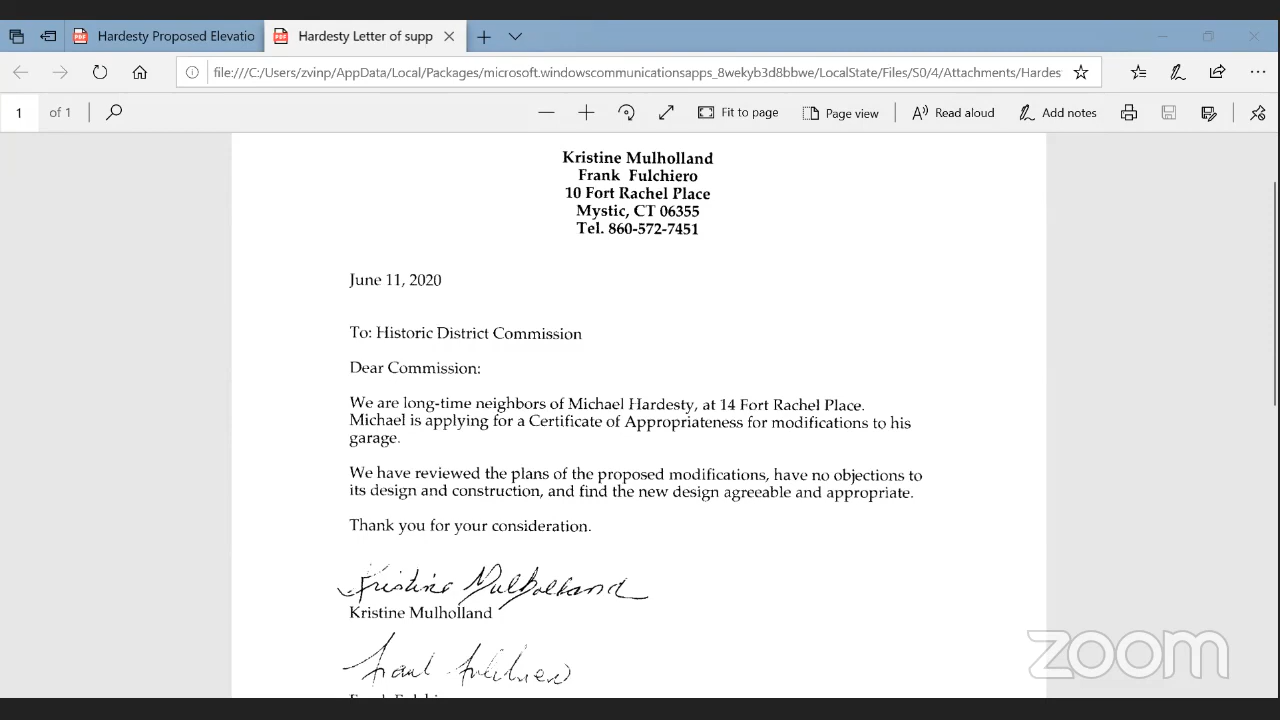 Hardesty Proposed Elevatio
Hardesty Letter of supp
file:///C:/Users/zvinp/AppData/Local/Packages/microsoft.windowscommunicationsapps_8wekyb3d8bbwe/LocalState/Files/S0/4/Attachments/Hardes
1 of 1
Fit to page
Page view
Read aloud
Add notes
Kristine Mulholland
Frank Fulchiero
10 Fort Rachel Place
Mystic, CT 06355
Tel. 860-572-7451
June 11, 2020
To: Historic District Commission
Dear Commission:
We are long-time neighbors of Michael Hardesty, at 14 Fort Rachel Place.
Michael is applying for a Certificate of Appropriateness for modifications to his
garage.
We have reviewed the plans of the proposed modifications, have no objections to
its design and construction, and find the new design agreeable and appropriate.
Thank you for your consideration.
Kristine Mulholland
Kristine Mulholland
Frank Fulchiero
zoom